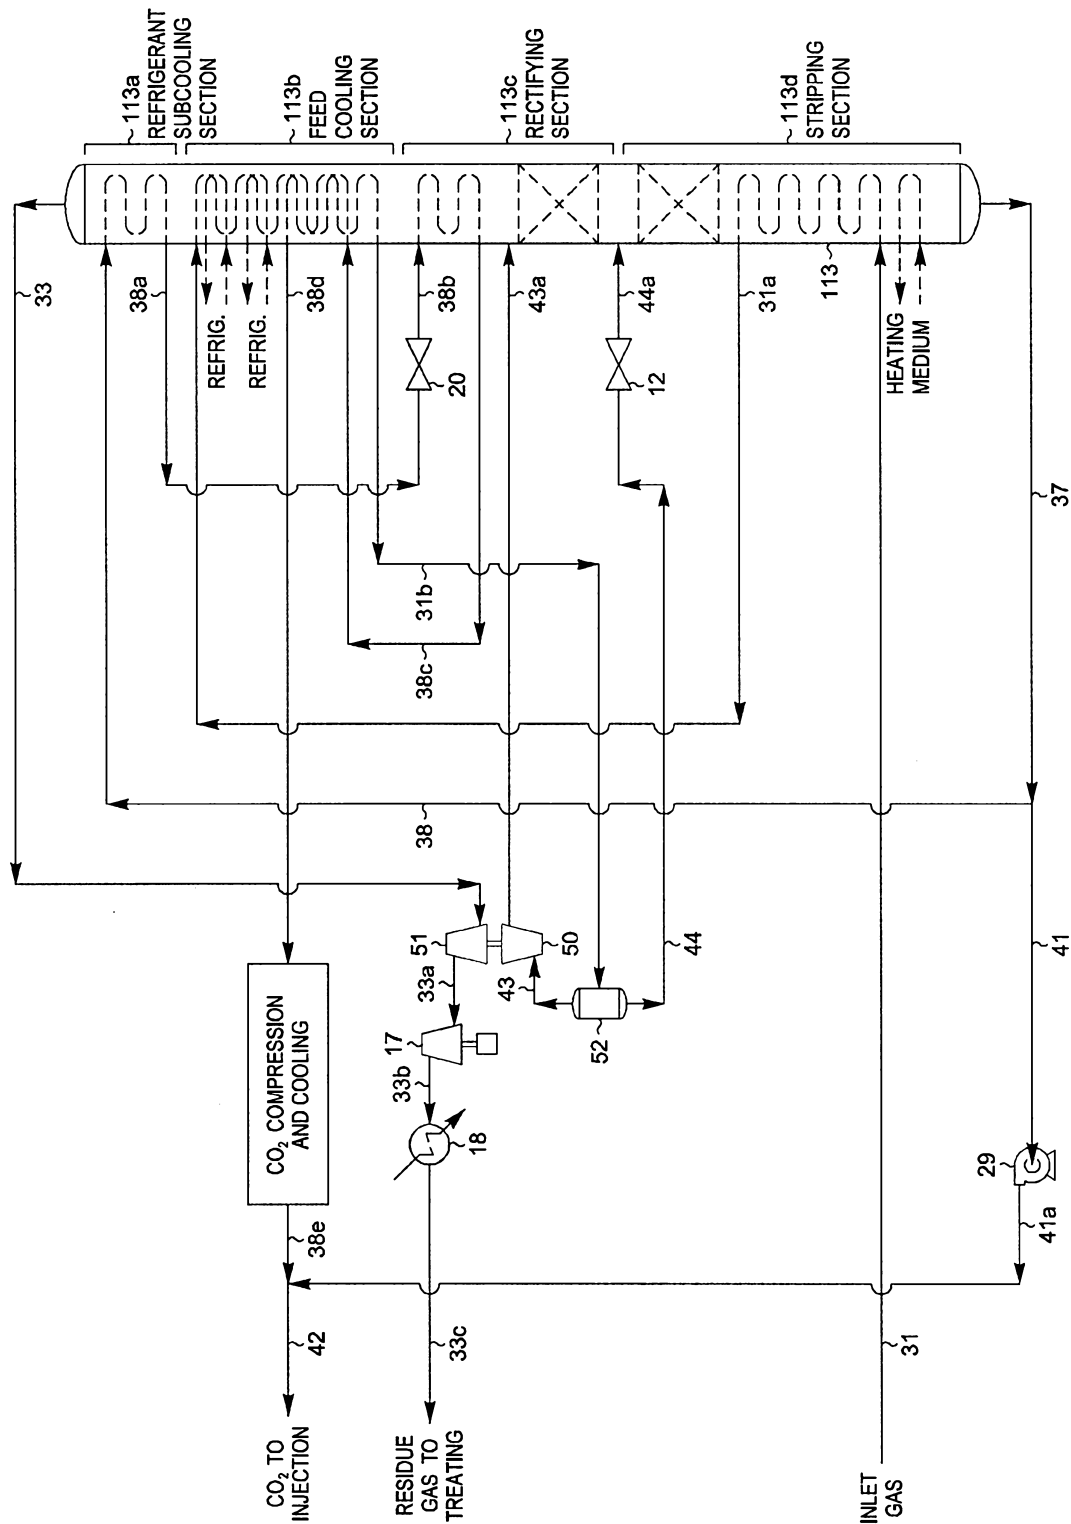 113a
REFRIGERANT
SUBCOOLING
SECTION
113b
FEED
COOLING
SECTION
113c
RECTIFYING
SECTION
113d
STRIPPING
SECTION
33
38a
REFRIG.
REFRIG.
38d
38b
20
43a
44a
12
31a
113
HEATING
MEDIUM
37
31b
38c
38
51
50
33a
43
44
41
17
52
33b
18
CO2 COMPRESSION
AND COOLING
29
41a
38e
42
33c
31
CO2 TO
INJECTION
RESIDUE
GAS TO
TREATING
INLET
GAS